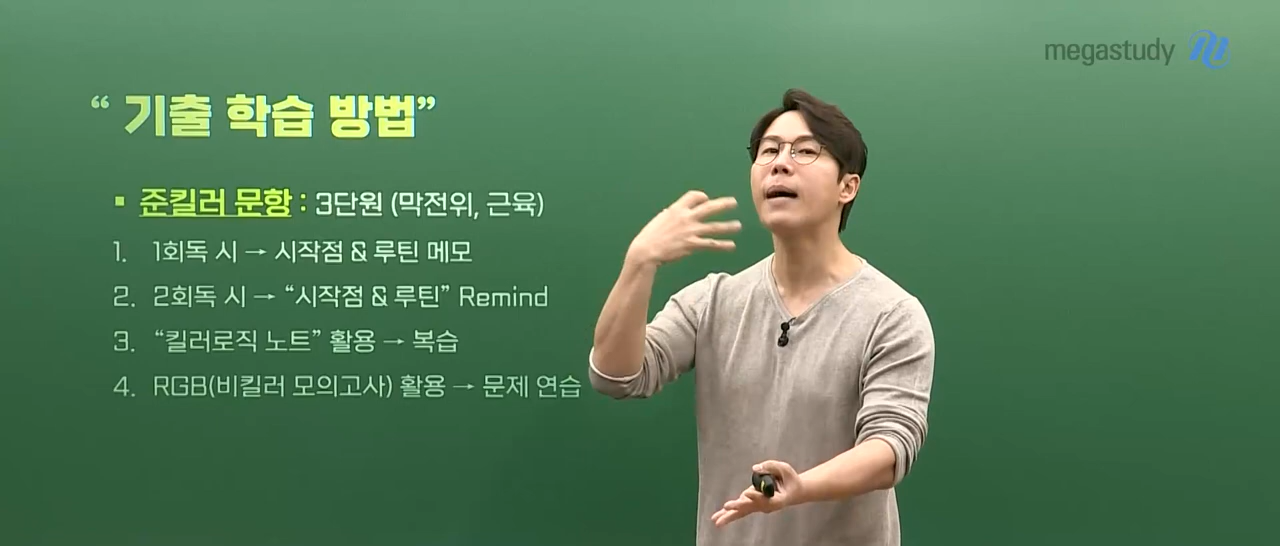 megastudy
“ 기출 학습 방법”
▪ 준킬러 문항 : 3단원 (막전위, 근육)
1. 1회독 시 → 시작점 & 루틴 메모
2. 2회독 시 → “시작점 & 루틴” Remind
3. “킬러로직 노트” 활용 → 복습
4. RGB(비킬러 모의고사) 활용 → 문제 연습